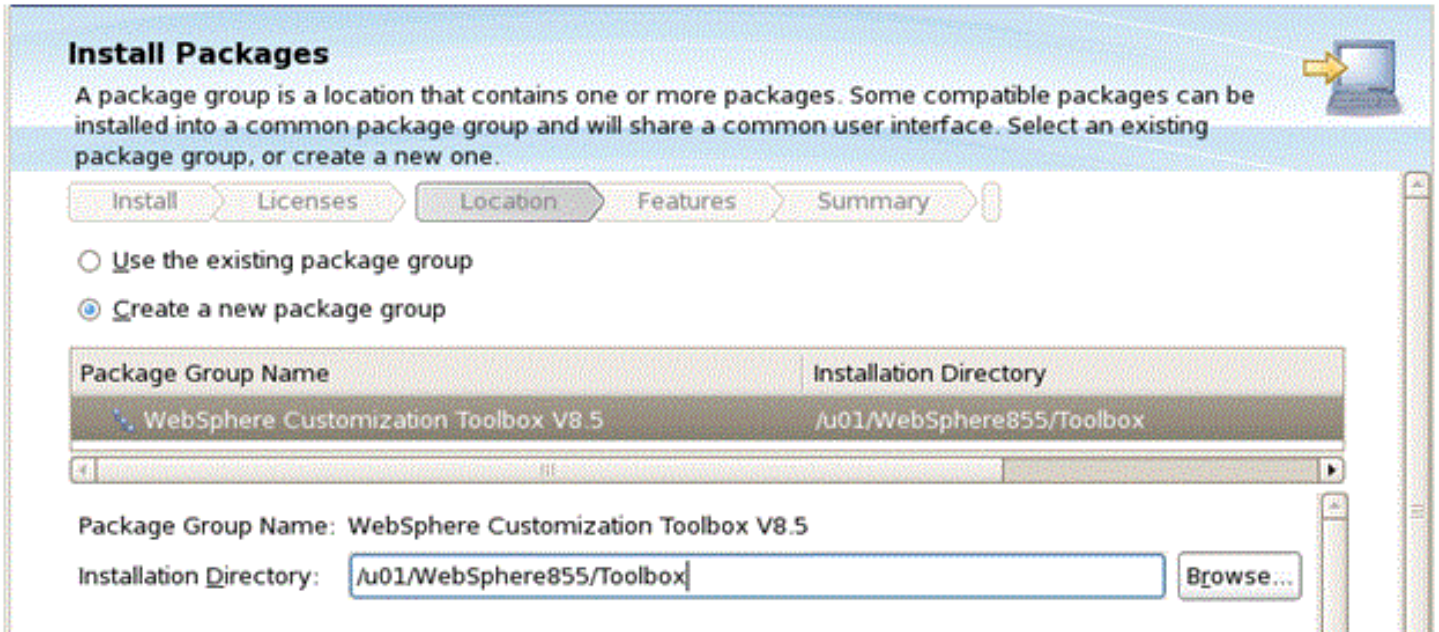 Install Packages
A package group is a location that contains one or more packages. Some compatible packages can be
installed into a common package group and will share a common user interface. Select an existing
package group, or create a new one.
Install Licenses Location Features Summary
Use the existing package group
Create a new package group
Package Group Name Installation Directory
WebSphere Customization Toolbox V8.5 /u01/WebSphere855/Toolbox
Package Group Name: WebSphere Customization Toolbox V8.5
Installation Directory: /u01/WebSphere855/Toolbox Browse...